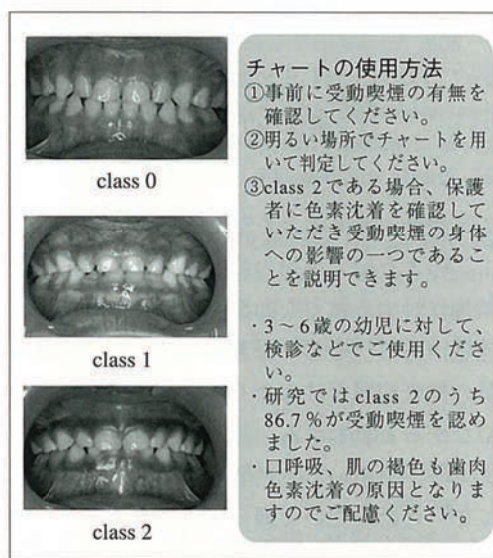 class 0
class 1
class 2
チャートの使用方法
①事前に受動喫煙の有無を
確認してください。
②明るい場所でチャートを用
いて判定してください。
③class 2である場合、保護
者に色素沈着を確認して
いただき受動喫煙の身体
への影響の一つであるこ
とを説明できます。
・3～6歳の幼児に対して、
検診などでご使用くださ
い。
・研究ではclass 2のうち
86.7％が受動喫煙を認め
ました。
・口呼吸、肌の褐色も歯肉
色素沈着の原因となりま
すのでご配慮ください。